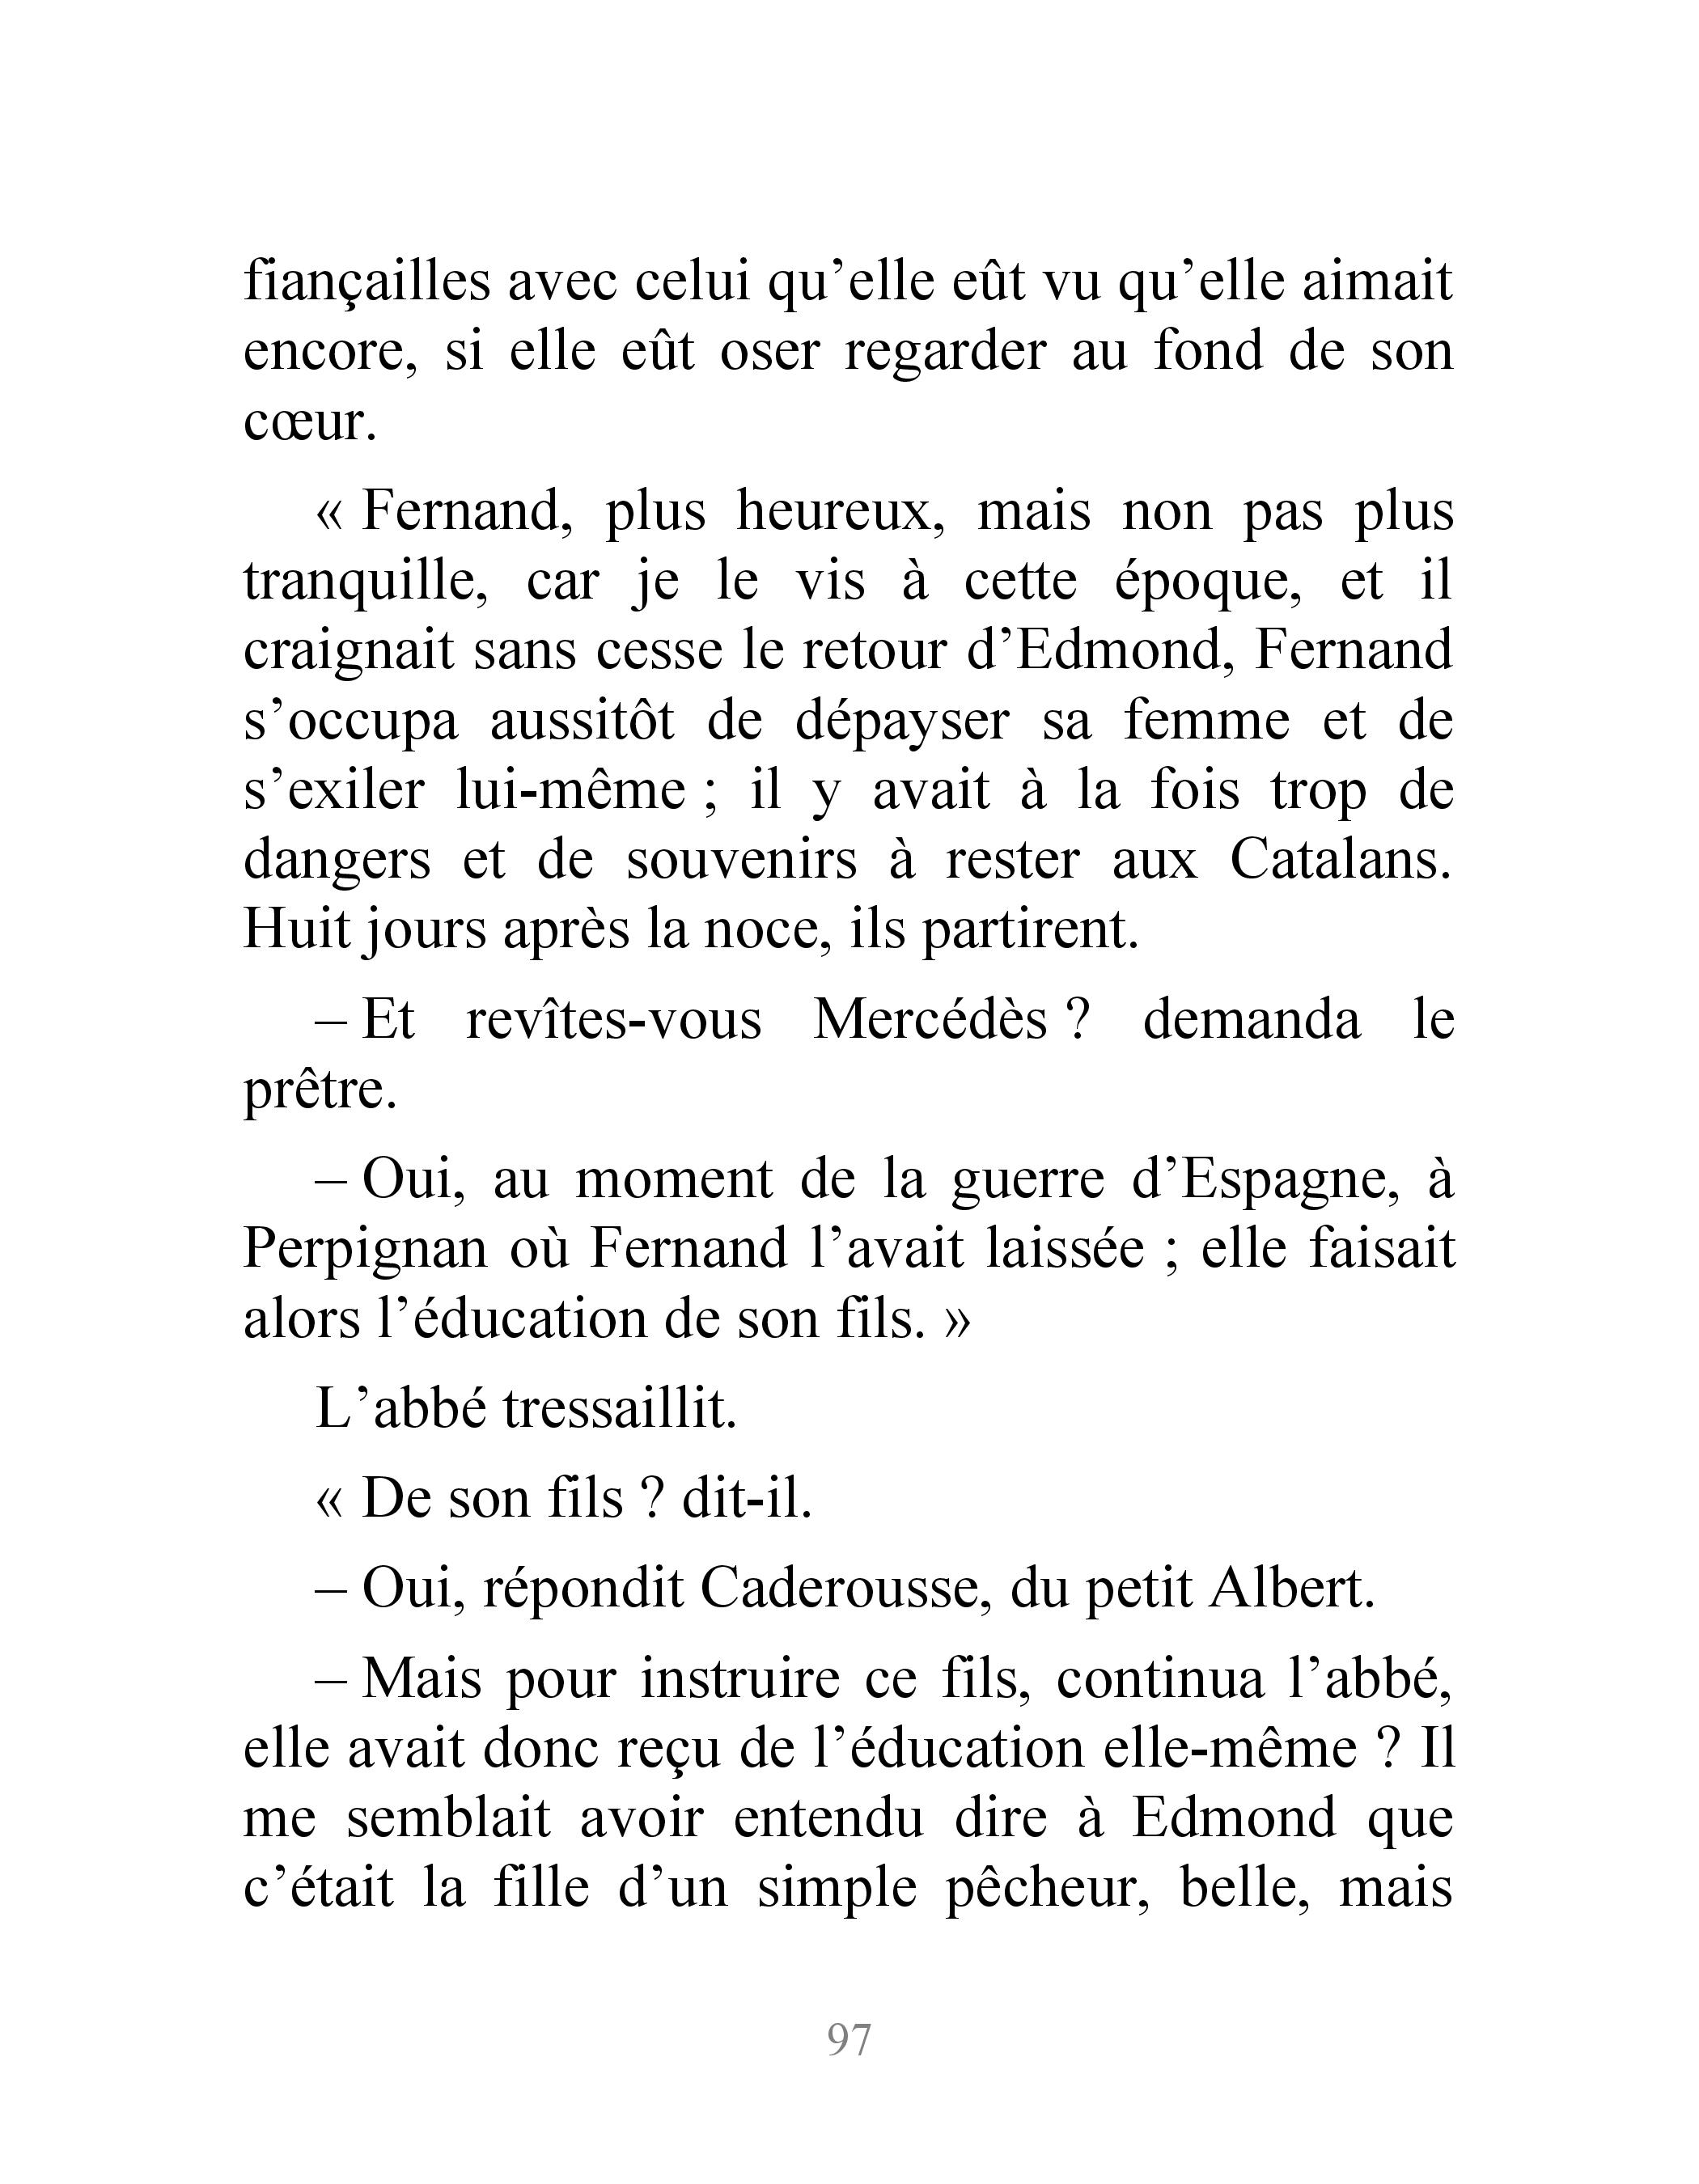 fiançailles avec celui qu’elle eût vu qu’elle aimait
encore, si elle eût oser regarder au fond de son
cœur.
« Fernand, plus heureux, mais non pas plus
tranquille, car je le vis à cette époque, et il
craignait sans cesse le retour d’Edmond, Fernand
s’occupa aussitôt de dépayser sa femme et de
s’exiler lui-même ; il y avait à la fois trop de
dangers et de souvenirs à rester aux Catalans.
Huit jours après la noce, ils partirent.
– Et revîtes-vous Mercédès ? demanda le
prêtre.
– Oui, au moment de la guerre d’Espagne, à
Perpignan où Fernand l’avait laissée ; elle faisait
alors l’éducation de son fils. »
L’abbé tressaillit.
« De son fils ? dit-il.
– Oui, répondit Caderousse, du petit Albert.
– Mais pour instruire ce fils, continua l’abbé,
elle avait donc reçu de l’éducation elle-même ? Il
me semblait avoir entendu dire à Edmond que
c’était la fille d’un simple pêcheur, belle, mais
97